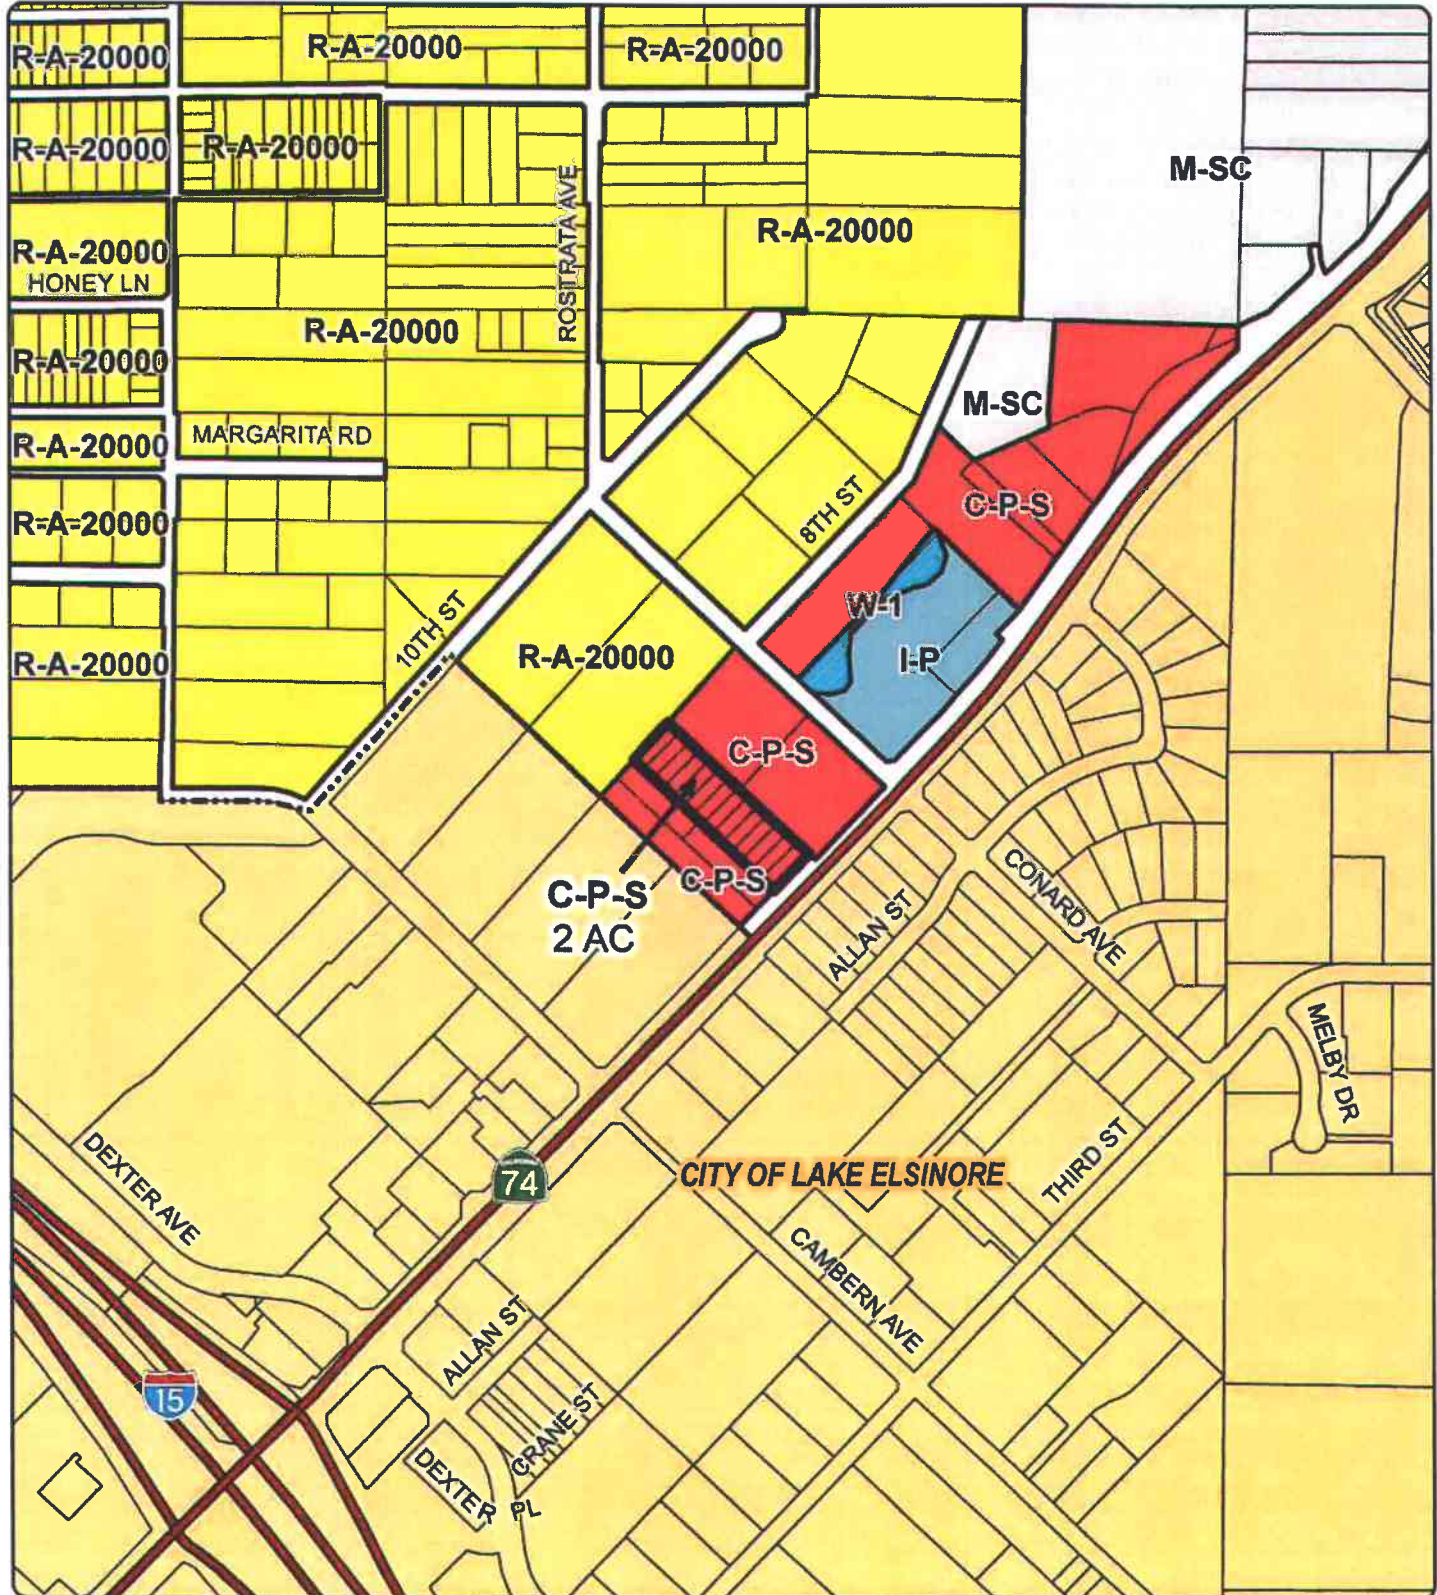 R-A-20000
R-A-20000
R-A-20000
R-A-20000
R-A-20000
M-SC
ROSTRATA AVE
R-A-20000
HONEY LN
R-A-20000
R-A-20000
R-A-20000
M-SC
R-A-20000
MARGARITA RD
C-P-S
R-A-20000
8TH ST
W-1
10TH ST
R-A-20000
R-A-20000
I-P
C-P-S
C-P-S
C-P-S
2 AC
CONARD AVE
ALLAN ST
MELBY DR
DEXTER AVE
74
CITY OF LAKE ELSINORE
THIRD ST
CAMBERN AVE
ALLAN ST
15
CRANE ST
DEXTER PL